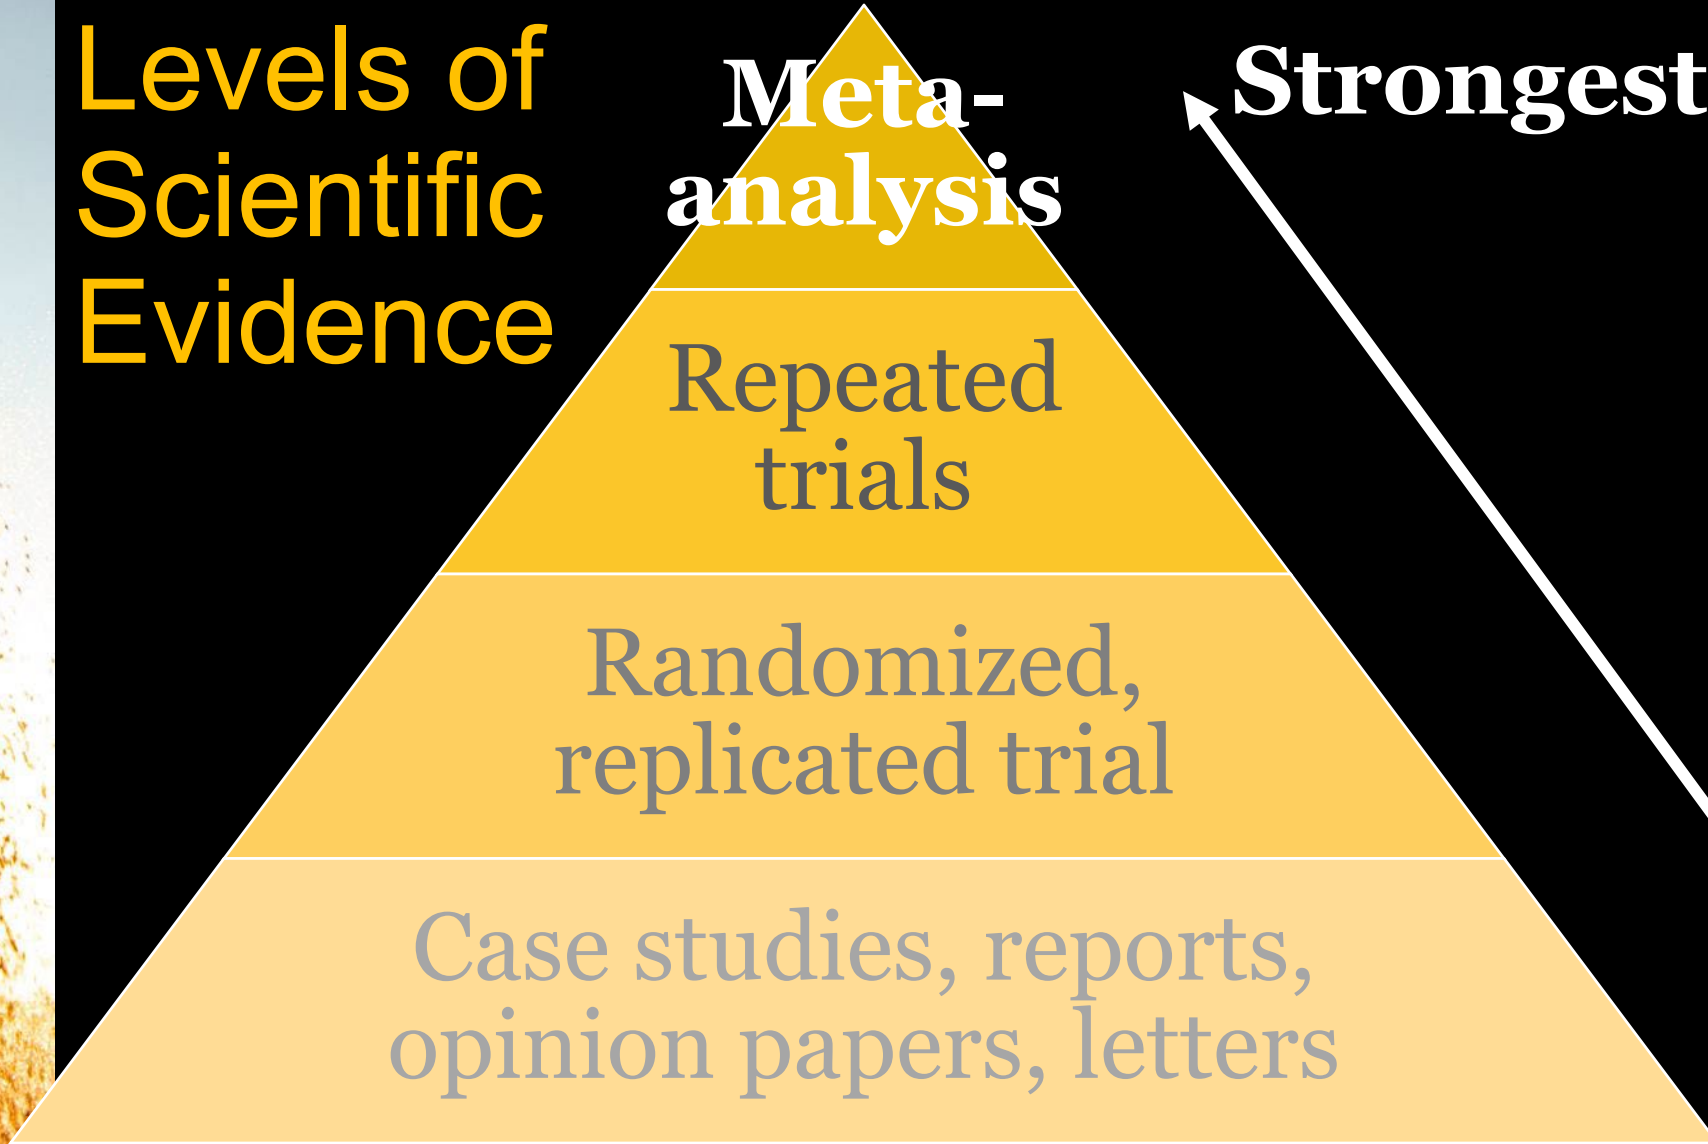 Levels of
Scientific
Evidence
Meta-
analysis
Strongest
Repeated
trials
Randomized,
replicated trial
Case studies, reports,
opinion papers, letters